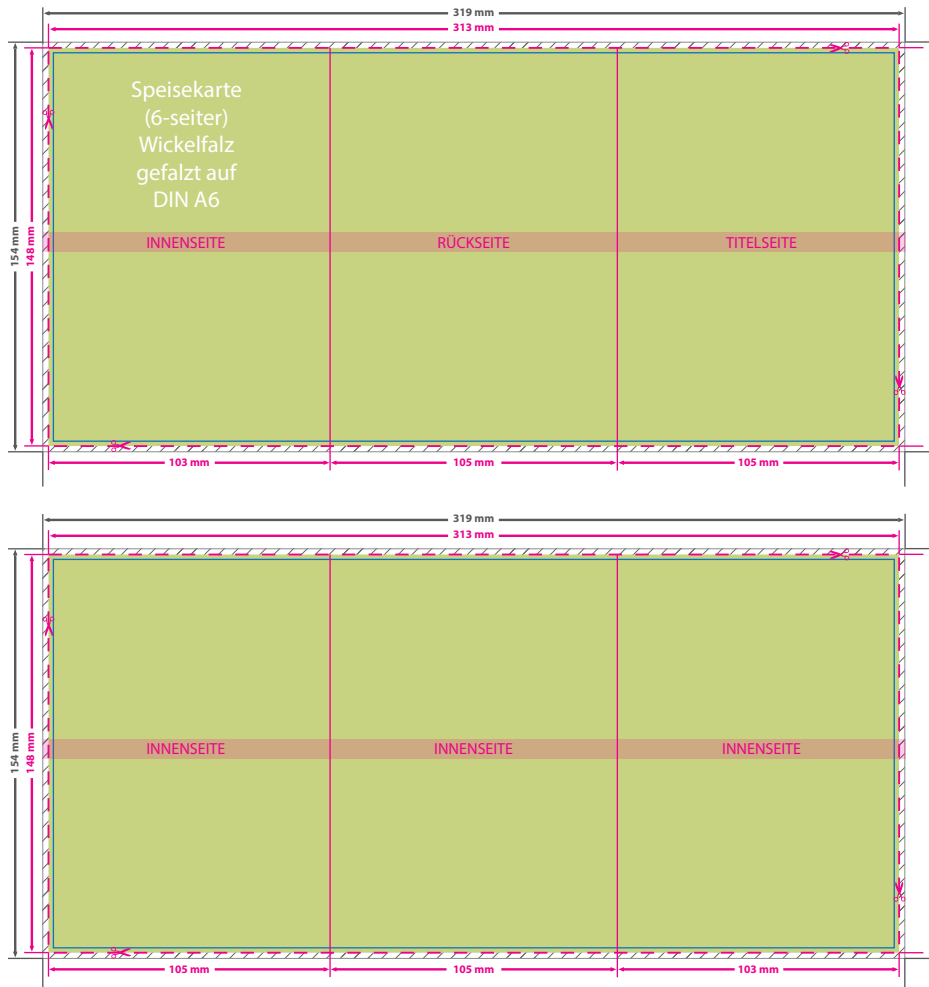 319 mm
313 mm
Speisekarte
(6-seiter)
Wickelfalz
gefalzt auf
DIN A6
154 mm
148 mm
INNENSEITE
RÜCKSEITE
TITELSEITE
103 mm
105 mm
105 mm
319 mm
313 mm
154 mm
148 mm
INNENSEITE
INNENSEITE
INNENSEITE
105 mm
105 mm
103 mm